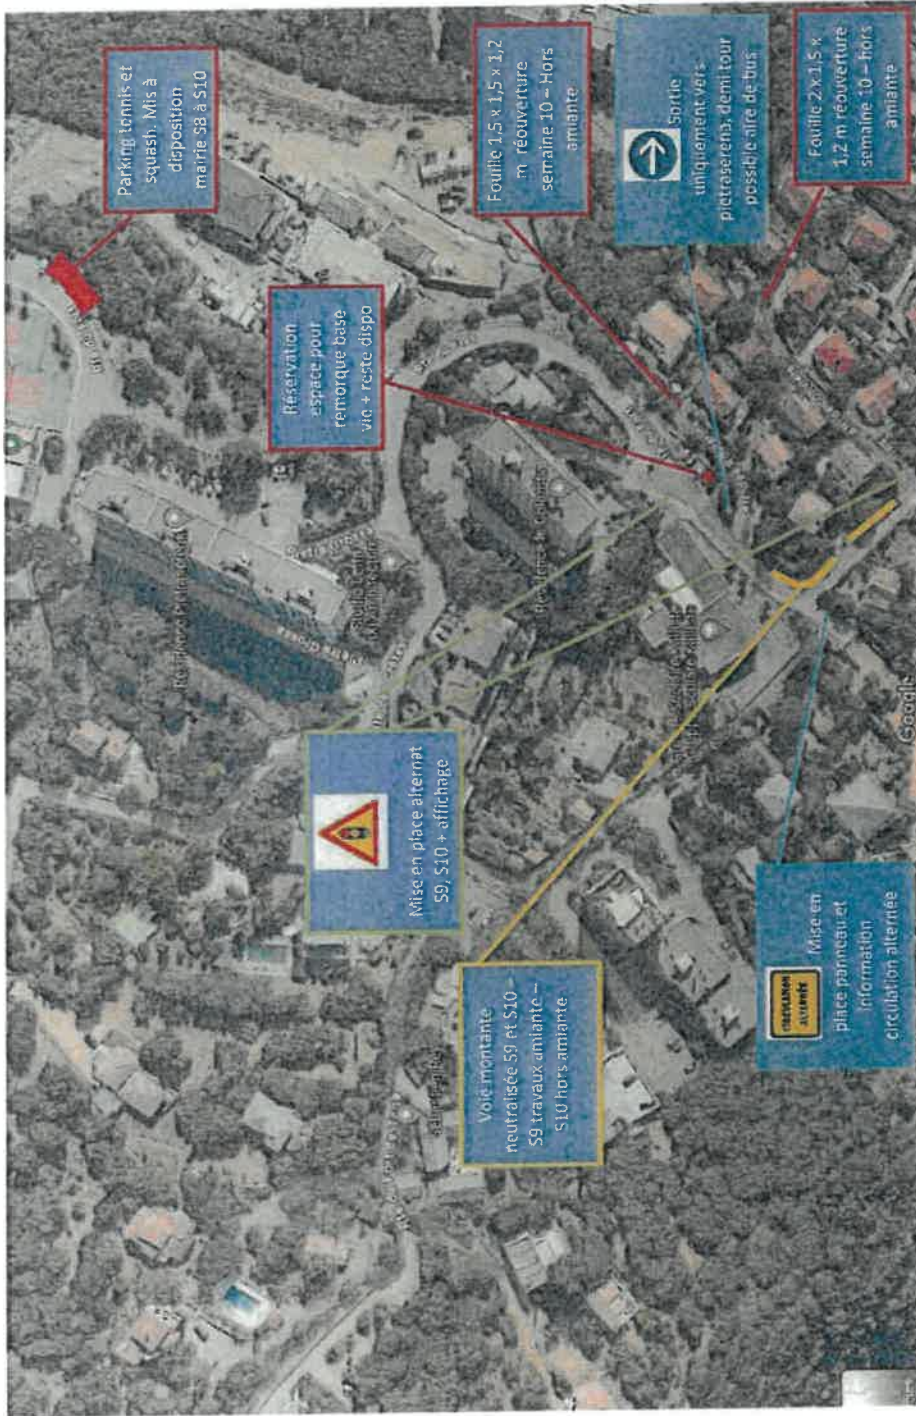 Parking tennis et
squash. Mis à
disposition
mairie S8 à S10
Réservation
espace pour
remorque base
vie + reste dispo
Fouille 1,5 x 1,5 x 1,2
m réouverture
semaine 10 – Hors
amiante
Sortie
uniquement vers
pietraserena, demi tour
possible aire de bus
Fouille 2 x 1,5 x
1,2 m réouverture
semaine 10 – hors
amiante
Mise en place alternat
S9, S10 + affichage
Voie montante
neutralisée S9 et S10 –
S9 travaux amiante –
S10 hors amiante
CIRCULATION
ALTERNÉE
Mise en
place panneau et
information
circulation alternée
Google